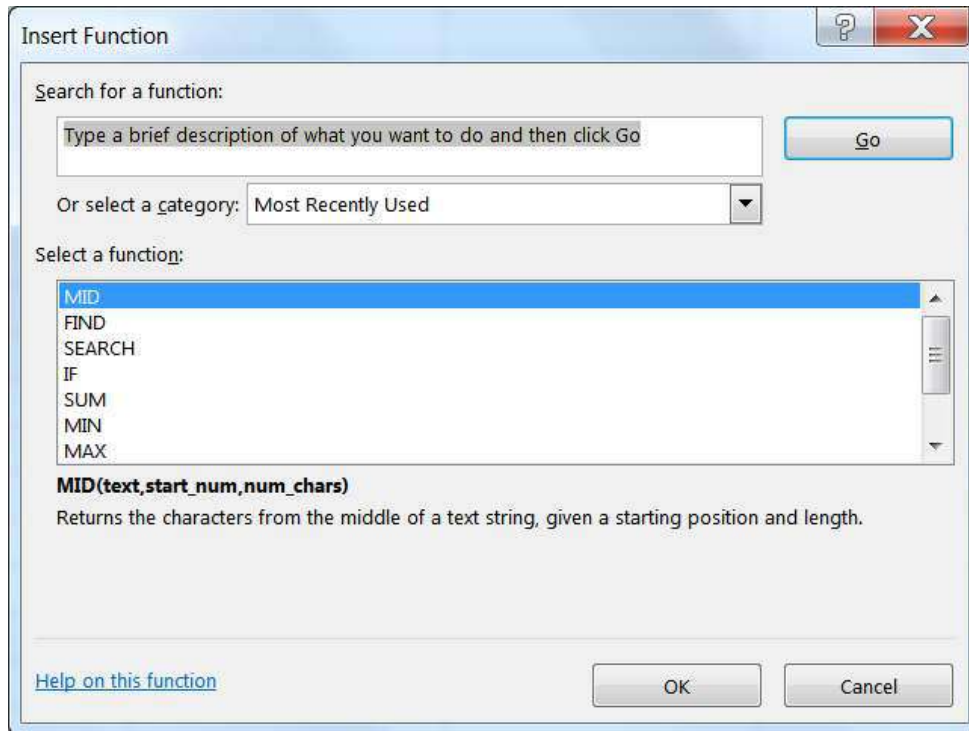 Insert Function
Search for a function:
Type a brief description of what you want to do and then click Go
Go
Or select a category: Most Recently Used
Select a function:
MID
FIND
SEARCH
IF
SUM
MIN
MAX
MID(text,start_num,num_chars)
Returns the characters from the middle of a text string, given a starting position and length.
Help on this function
OK
Cancel